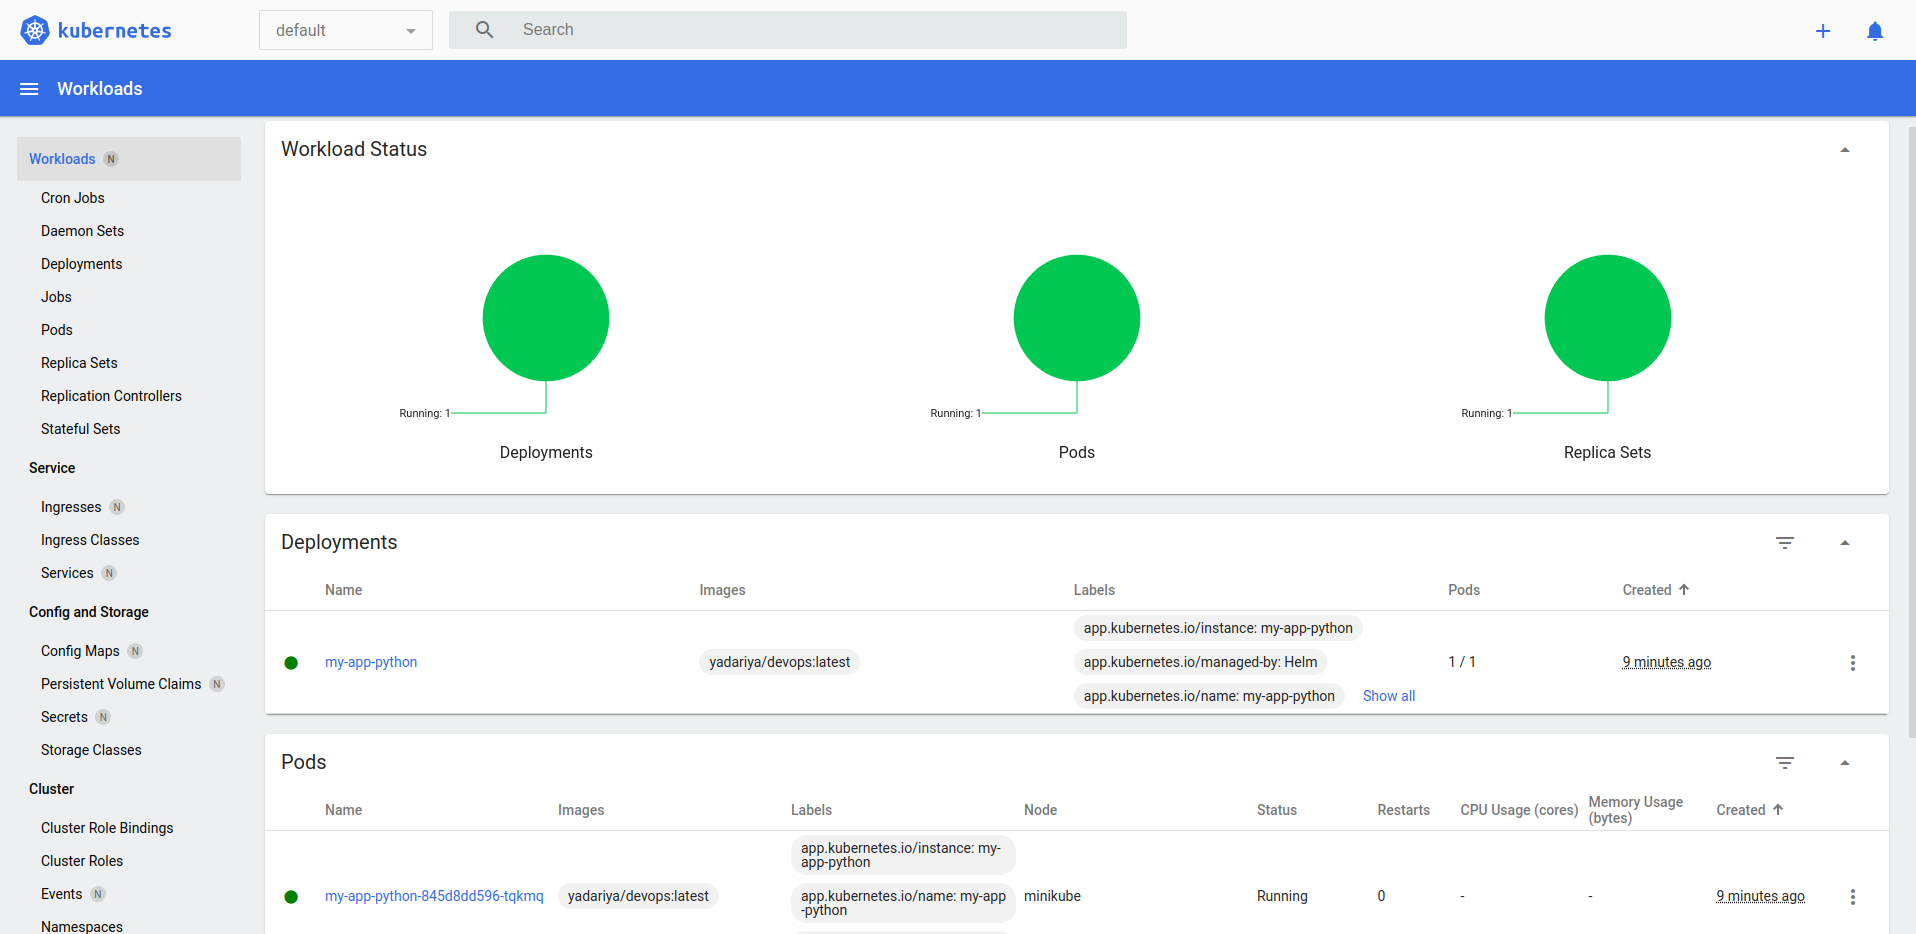 kubernetes
default
Search
Workloads
Workloads N
Cron Jobs
Daemon Sets
Deployments
Jobs
Pods
Replica Sets
Replication Controllers
Stateful Sets
Service
Ingresses N
Ingress Classes
Services N
Config and Storage
Config Maps N
Persistent Volume Claims N
Secrets N
Storage Classes
Cluster
Cluster Role Bindings
Cluster Roles
Events N
Namespaces
Workload Status
Running: 1
Deployments
Running: 1
Pods
Running: 1
Replica Sets
Deployments
Name Images Labels Pods Created
my-app-python yadariya/devops:latest
app.kubernetes.io/instance: my-app-python
app.kubernetes.io/managed-by: Helm
app.kubernetes.io/name: my-app-python Show all
1 / 1 9 minutes ago
Pods
Name Images Labels Node Status Restarts CPU Usage (cores) Memory Usage
(bytes) Created
my-app-python-845d8dd596-tqkmq yadariya/devops:latest
app.kubernetes.io/instance: my-
app-python
app.kubernetes.io/name: my-app
-python
minikube Running 0 - - 9 minutes ago